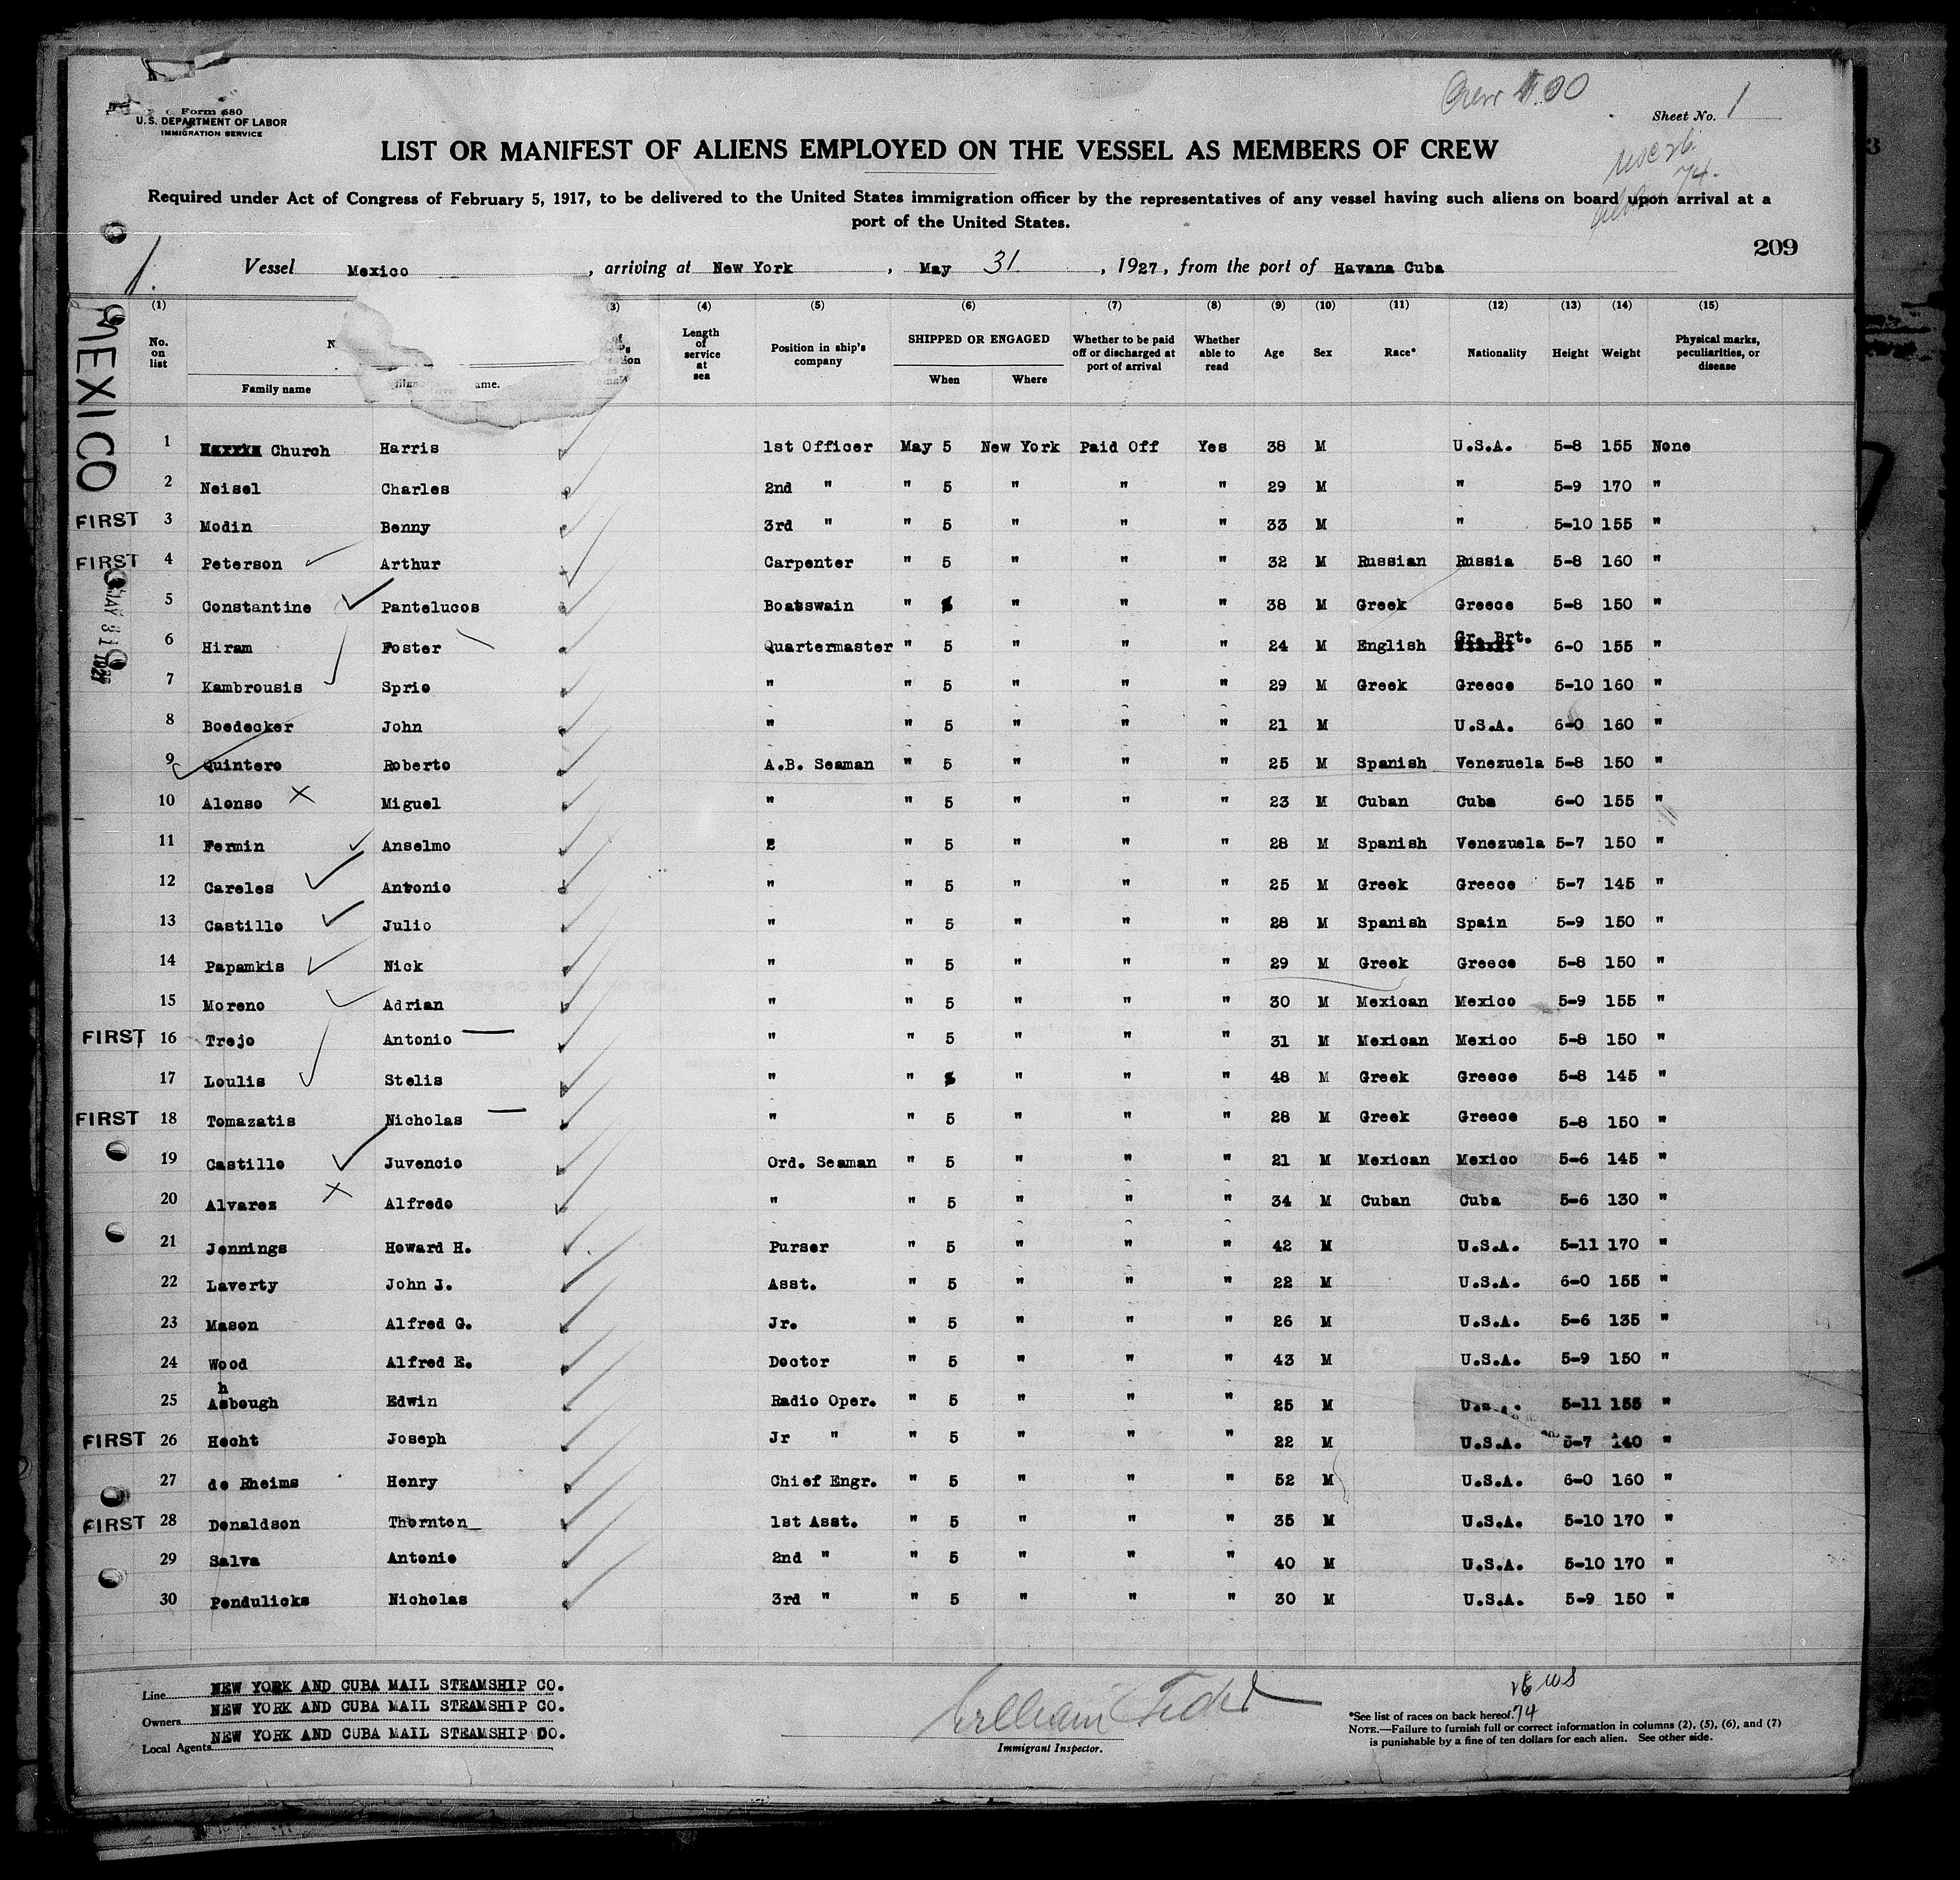 Form 680
U.S. DEPARTMENT OF LABOR
IMMIGRATION SERVICE
Crew 100
Sheet No. 1
LIST OR MANIFEST OF ALIENS EMPLOYED ON THE VESSEL AS MEMBERS OF CREW
74.
Required under Act of Congress of February 5, 1917, to be delivered to the United States immigration officer by the representatives of any vessel having such aliens on board upon arrival at a
port of the United States.
209
Vessel Mexico, arriving at New York, May 31, 1927, from the port of Havana Cuba
MEXICO
(1) (3) (4) (5) (6) (7) (8) (9) (10) (11) (12) (13) (14) (15)
No. on list Family name Length of service at sea Position in ship's company SHIPPED OR ENGAGED When Where Whether to be paid off or discharged at port of arrival Whether able to read Age Sex Race* Nationality Height Weight Physical marks, peculiarities, or disease
1 Church Harris 1st Officer May 5 New York Paid Off Yes 38 M U.S.A. 5-8 155 None
2 Neisel Charles 2nd " " 5 " " " 29 M " 5-9 170 "
FIRST 3 Modin Benny 3rd " " 5 " " " 33 M " 5-10 155 "
FIRST 4 Peterson Arthur Carpenter " 5 " " " 32 M Russian Russia 5-8 160 "
5 Constantine Pantelucos Boatswain " 5 " " " 38 M Greek Greece 5-8 150 "
6 Hiram Foster Quartermaster " 5 " " " 24 M English Gr. Brt. 6-0 155 "
7 Kambrousis Sprio " " 5 " " " 29 M Greek Greece 5-10 160 "
8 Boedecker John " " 5 " " " 21 M U.S.A. 6-0 160 "
9 Quintero Roberto A.B. Seaman " 5 " " " 25 M Spanish Venezuela 5-8 150 "
10 Alonso Miguel " " 5 " " " 23 M Cuban Cuba 6-0 155 "
11 Fermin Anselmo " 5 " " " 28 M Spanish Venezuela 5-7 150 "
12 Careles Antonio " " 5 " " " 25 M Greek Greece 5-7 145 "
13 Castillo Julio " " 5 " " " 28 M Spanish Spain 5-9 150 "
14 Papamkis Nick " " 5 " " " 29 M Greek Greece 5-8 150 "
15 Moreno Adrian " " 5 " " " 30 M Mexican Mexico 5-9 155 "
FIRST 16 Trejo Antonio " " 5 " " " 31 M Mexican Mexico 5-8 150 "
17 Loulis Stelis " " 5 " " " 48 M Greek Greece 5-8 145 "
FIRST 18 Tomazatis Nicholas " " 5 " " " 28 M Greek Greece 5-8 150 "
19 Castillo Juvencio Ord. Seaman " 5 " " " 21 M Mexican Mexico 5-6 145 "
20 Alvarez Alfredo " " 5 " " " 34 M Cuban Cuba 5-6 130 "
21 Jennings Howard H. Purser " 5 " " " 42 M U.S.A. 5-11 170 "
22 Laverty John J. Asst. " 5 " " " 22 M U.S.A. 6-0 155 "
23 Mason Alfred G. Jr. " 5 " " " 26 M U.S.A. 5-6 135 "
24 Wood Alfred E. Doctor " 5 " " " 43 M U.S.A. 5-9 150 "
h
25 Asbough Edwin Radio Oper. " 5 " " " 25 M 5-11 155 "
FIRST 26 Hecht Joseph Jr " " 5 " " " 22 M U.S.A. 5-7 140 "
27 de Rheims Henry Chief Engr. " 5 " " " 52 M U.S.A. 6-0 160 "
FIRST 28 Donaldson Thornton 1st Asst. " 5 " " " 35 M U.S.A. 5-10 170 "
29 Salva Antonio 2nd " " 5 " " " 40 M U.S.A. 5-10 170 "
30 Pendulicks Nicholas 3rd " " 5 " " " 30 M U.S.A. 5-9 150 "
Line NEW YORK AND CUBA MAIL STEAMSHIP CO.
Owners NEW YORK AND CUBA MAIL STEAMSHIP CO.
Local Agents NEW YORK AND CUBA MAIL STEAMSHIP DO.
William
Immigrant Inspector.
74
*See list of races on back hereof.
NOTE.—Failure to furnish full or correct information in columns (2), (5), (6), and (7)
is punishable by a fine of ten dollars for each alien. See other side.